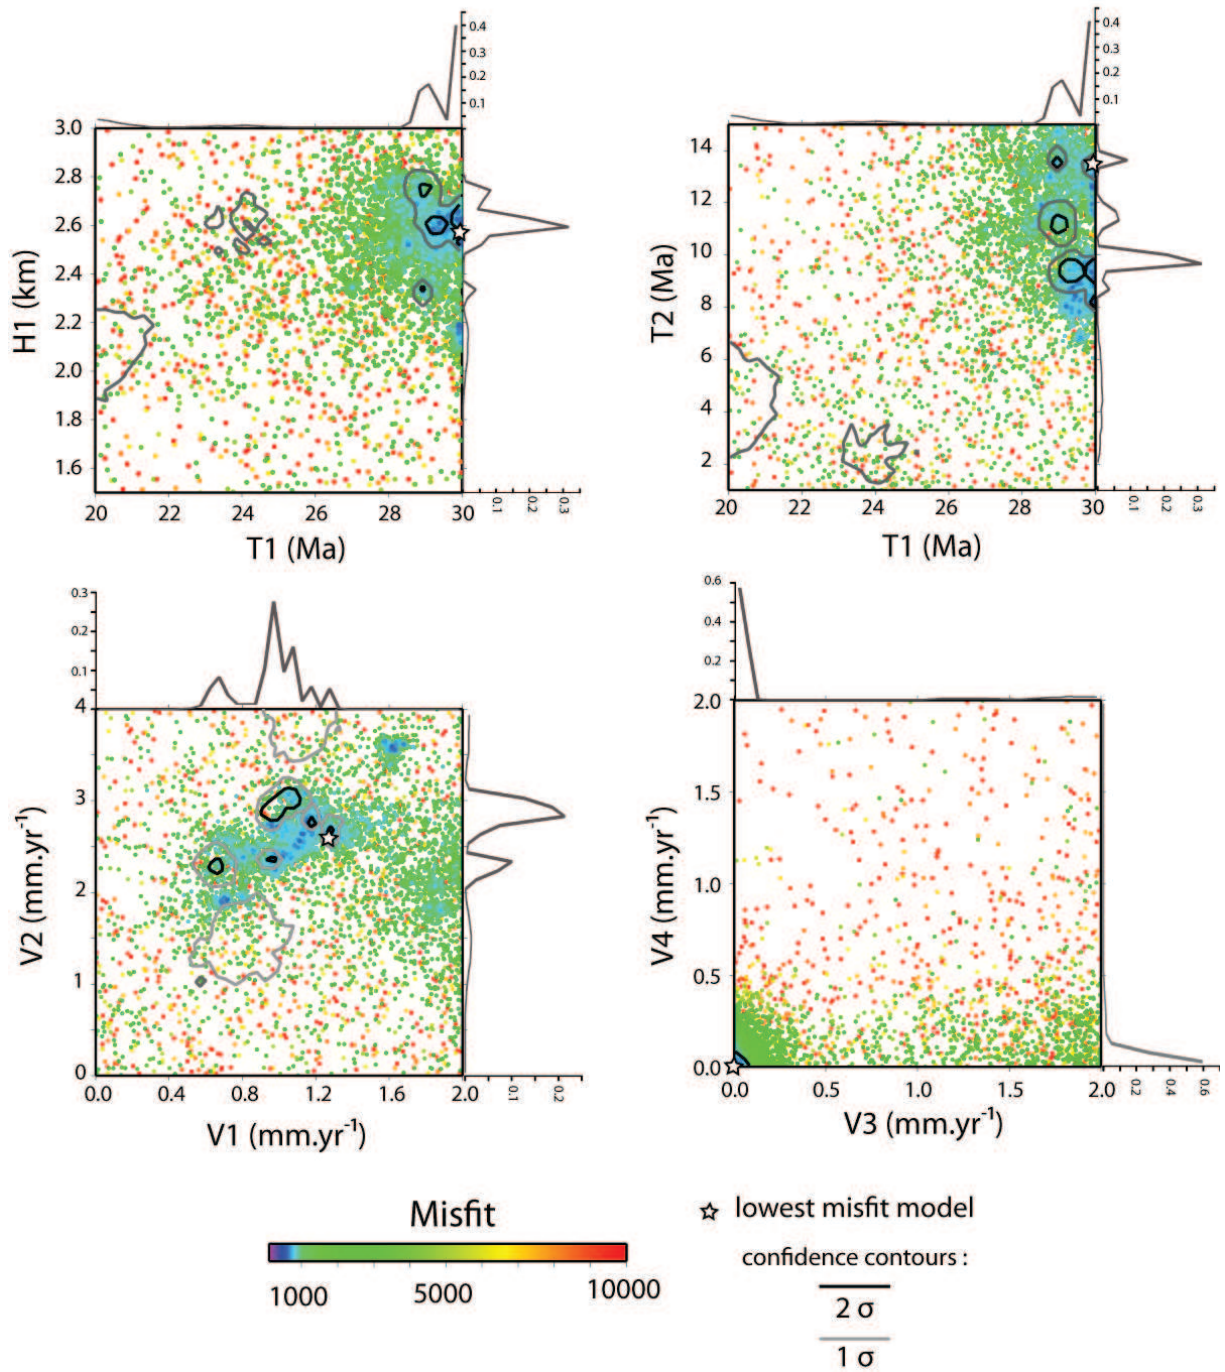 0.4
0.3
0.2
0.1
3.0
2.8
2.6
2.4
2.2
2.0
1.8
1.6
H1 (km)
20 22 24 26 28 30
T1 (Ma)
0.1 0.2 0.3
0.4
0.3
0.2
0.1
14
12
10
8
6
4
2
T2 (Ma)
20 22 24 26 28 30
T1 (Ma)
0.1 0.2 0.3
0.3
0.1
4
3
2
1
0
V2 (mm.yr⁻¹)
0.0 0.4 0.8 1.2 1.6 2.0
V1 (mm.yr⁻¹)
0.1 0.2
0.6
0.4
0.2
2.0
1.5
1.0
0.5
0.0
V4 (mm.yr⁻¹)
0.0 0.5 1.0 1.5 2.0
V3 (mm.yr⁻¹)
0.2 0.4 0.6
Misfit
1000 5000 10000
lowest misfit model
confidence contours :
2 σ
1 σ